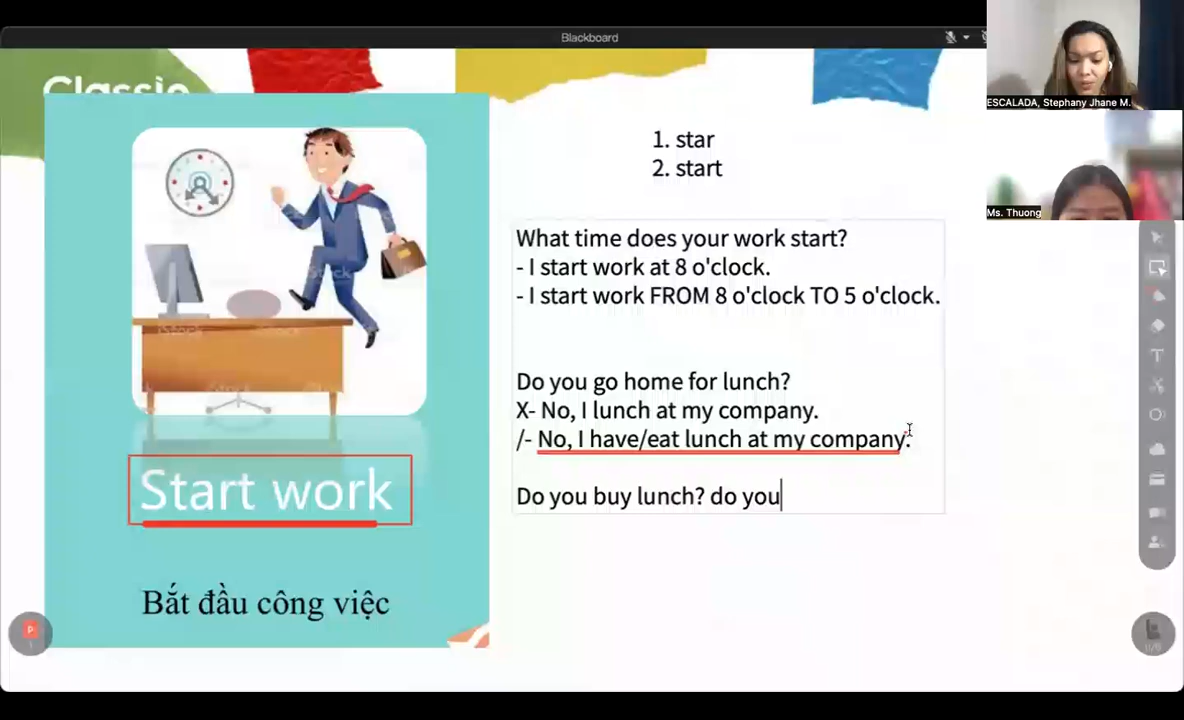 Blackboard
Classic
ESCALADA, Stephany Jhane M.
Ms. Thuong
1. star
2. start
What time does your work start?
- I start work at 8 o'clock.
- I start work FROM 8 o'clock TO 5 o'clock.
Do you go home for lunch?
X- No, I lunch at my company.
/- No, I have/eat lunch at my company.
Do you buy lunch? do you
Start work
Bắt đầu công việc